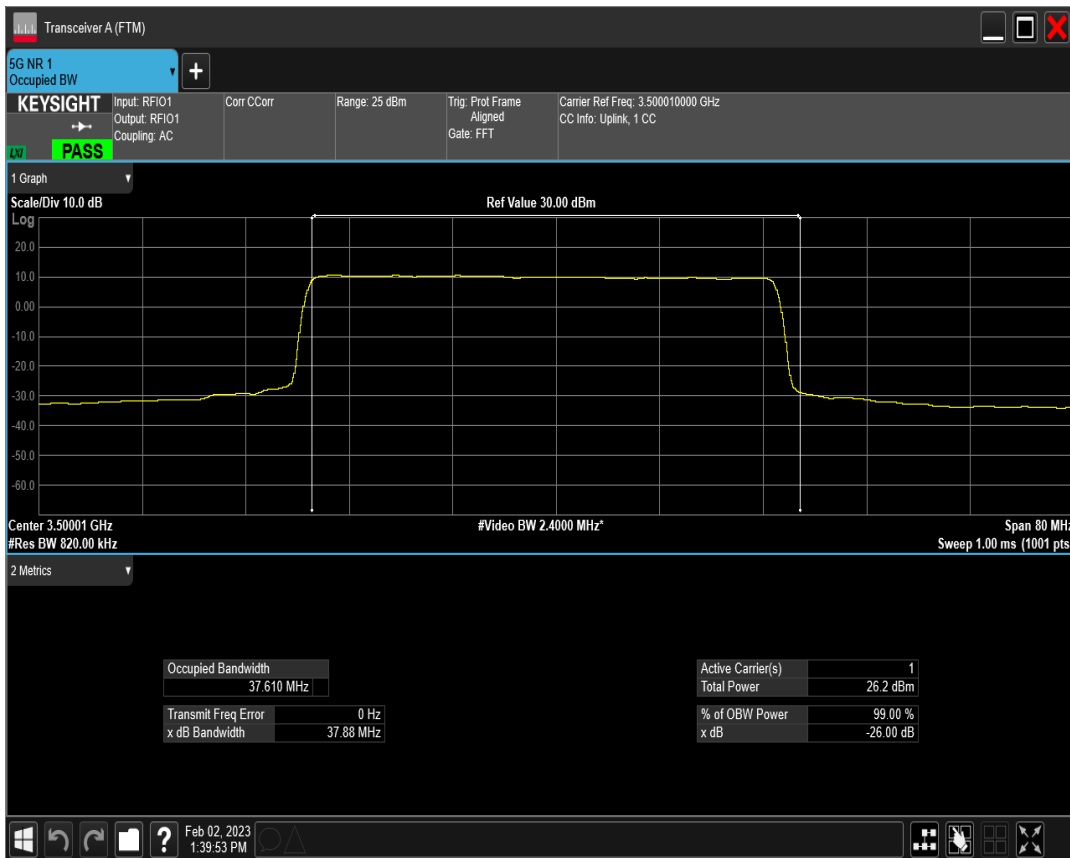 Transceiver A (FTM)
5G NR 1
Occupied BW
+
KEYSIGHT
LXI
PASS
Input: RFIO1
Output: RFIO1
Coupling: AC
Corr CCorr
Range: 25 dBm
Trig: Prot Frame
Aligned
Gate: FFT
Carrier Ref Freq: 3.500010000 GHz
CC Info: Uplink, 1 CC
1 Graph
Scale/Div 10.0 dB
Ref Value 30.00 dBm
Log
20.0
10.0
0.00
-10.0
-20.0
-30.0
-40.0
-50.0
-60.0
Center 3.50001 GHz
#Video BW 2.4000 MHz*
Span 80 MHz
#Res BW 820.00 kHz
Sweep 1.00 ms (1001 pts
2 Metrics
Occupied Bandwidth
37.610 MHz
Transmit Freq Error 0 Hz
x dB Bandwidth 37.88 MHz
Active Carrier(s) 1
Total Power 26.2 dBm
% of OBW Power 99.00 %
x dB -26.00 dB
?
Feb 02, 2023
1:39:53 PM